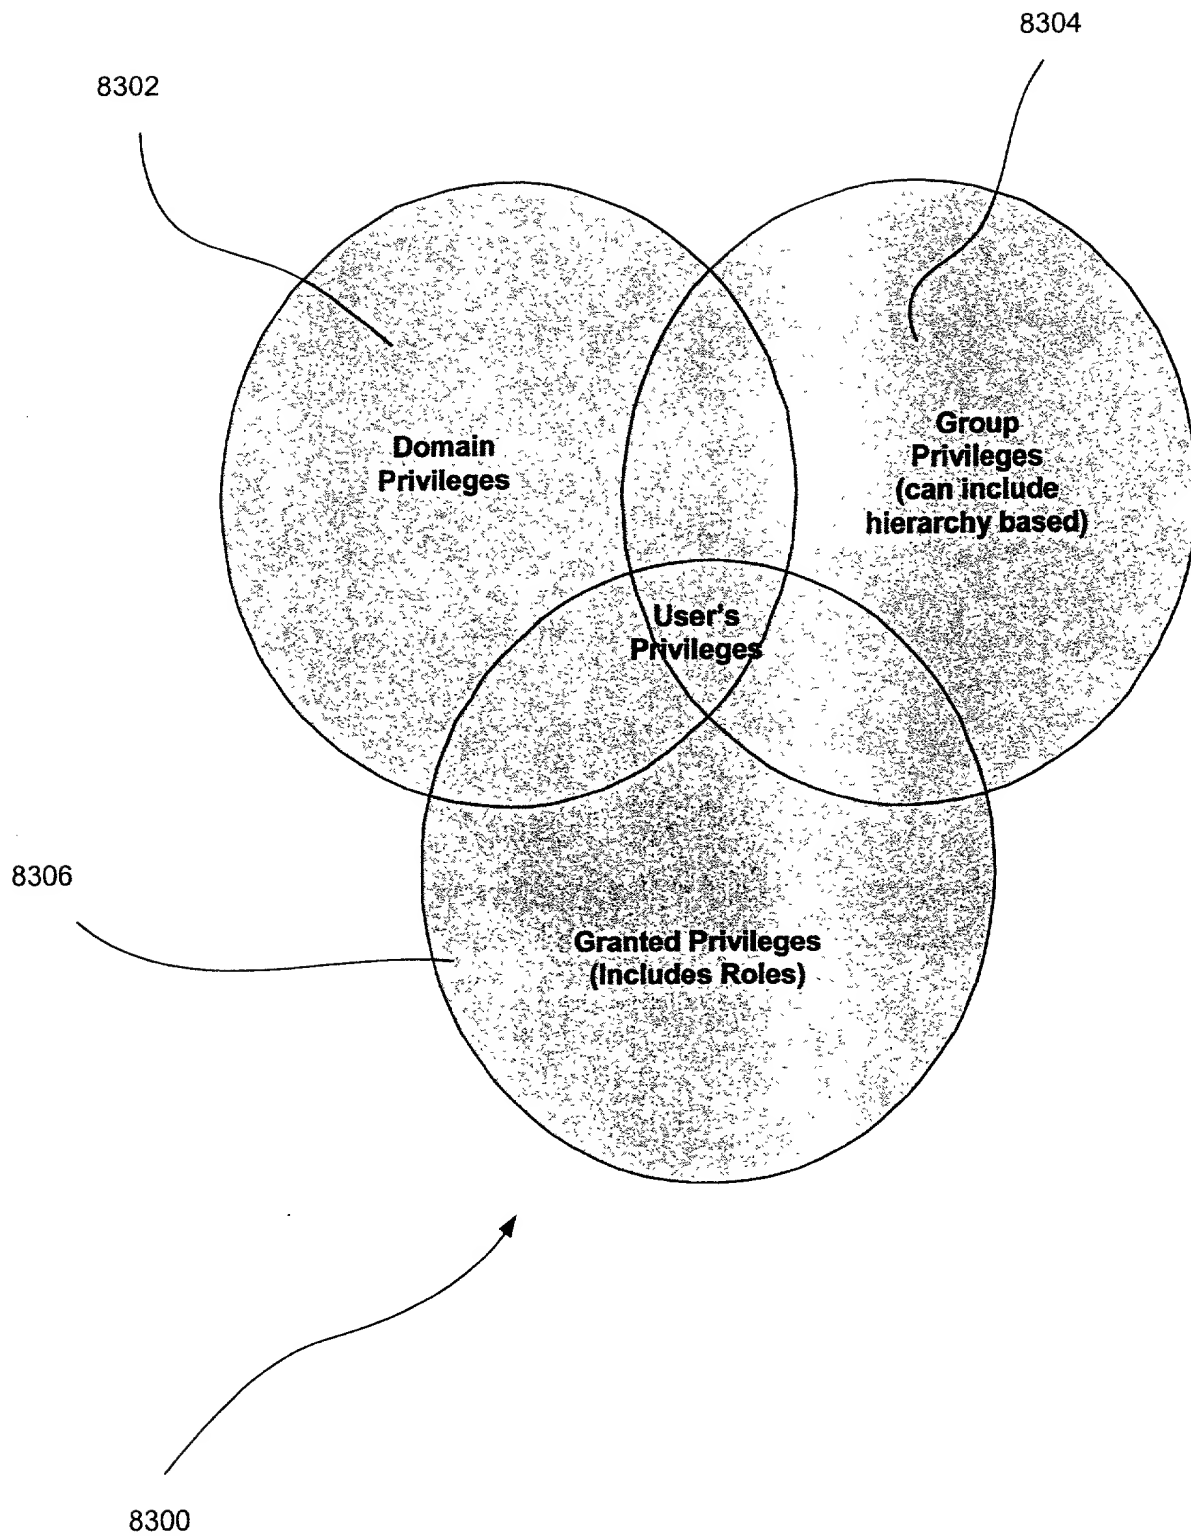 8304
8302
Domain
Privileges
Group
Privileges
(can include
hierarchy based)
User's
Privileges
8306
Granted Privileges
(Includes Roles)
8300